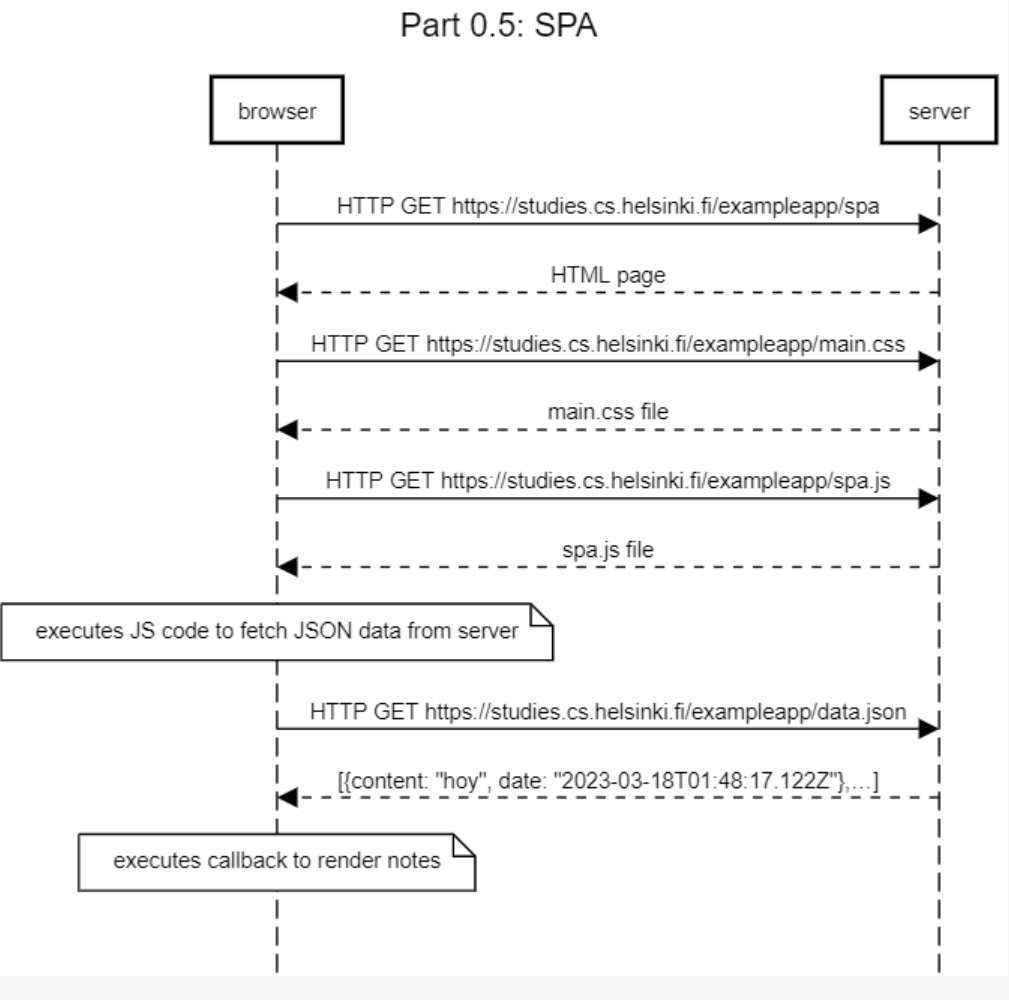 Part 0.5: SPA
browser
server
HTTP GET https://studies.cs.helsinki.fi/exampleapp/spa
HTML page
HTTP GET https://studies.cs.helsinki.fi/exampleapp/main.css
main.css file
HTTP GET https://studies.cs.helsinki.fi/exampleapp/spa.js
spa.js file
executes JS code to fetch JSON data from server
HTTP GET https://studies.cs.helsinki.fi/exampleapp/data.json
[{content: "hoy", date: "2023-03-18T01:48:17.122Z"},...]
executes callback to render notes